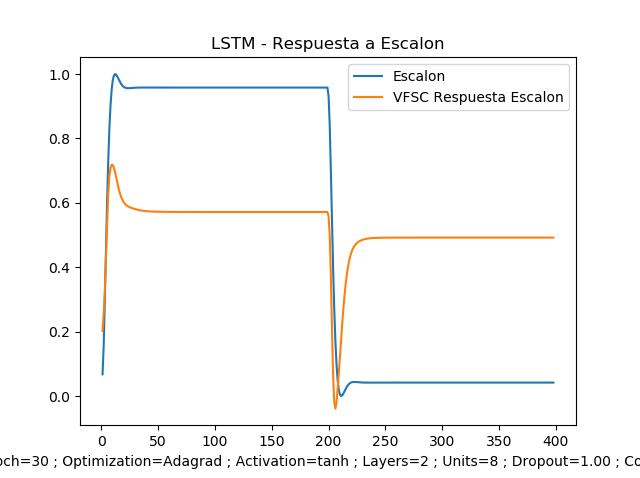 LSTM - Respuesta a Escalon
Escalon
VFSC Respuesta Escalon
1.0
0.8
0.6
0.4
0.2
0.0
0 50 100 150 200 250 300 350 400
=30 ; Optimization=Adagrad ; Activation=tanh ; Layers=2 ; Units=8 ; Dropout=1.00 ;